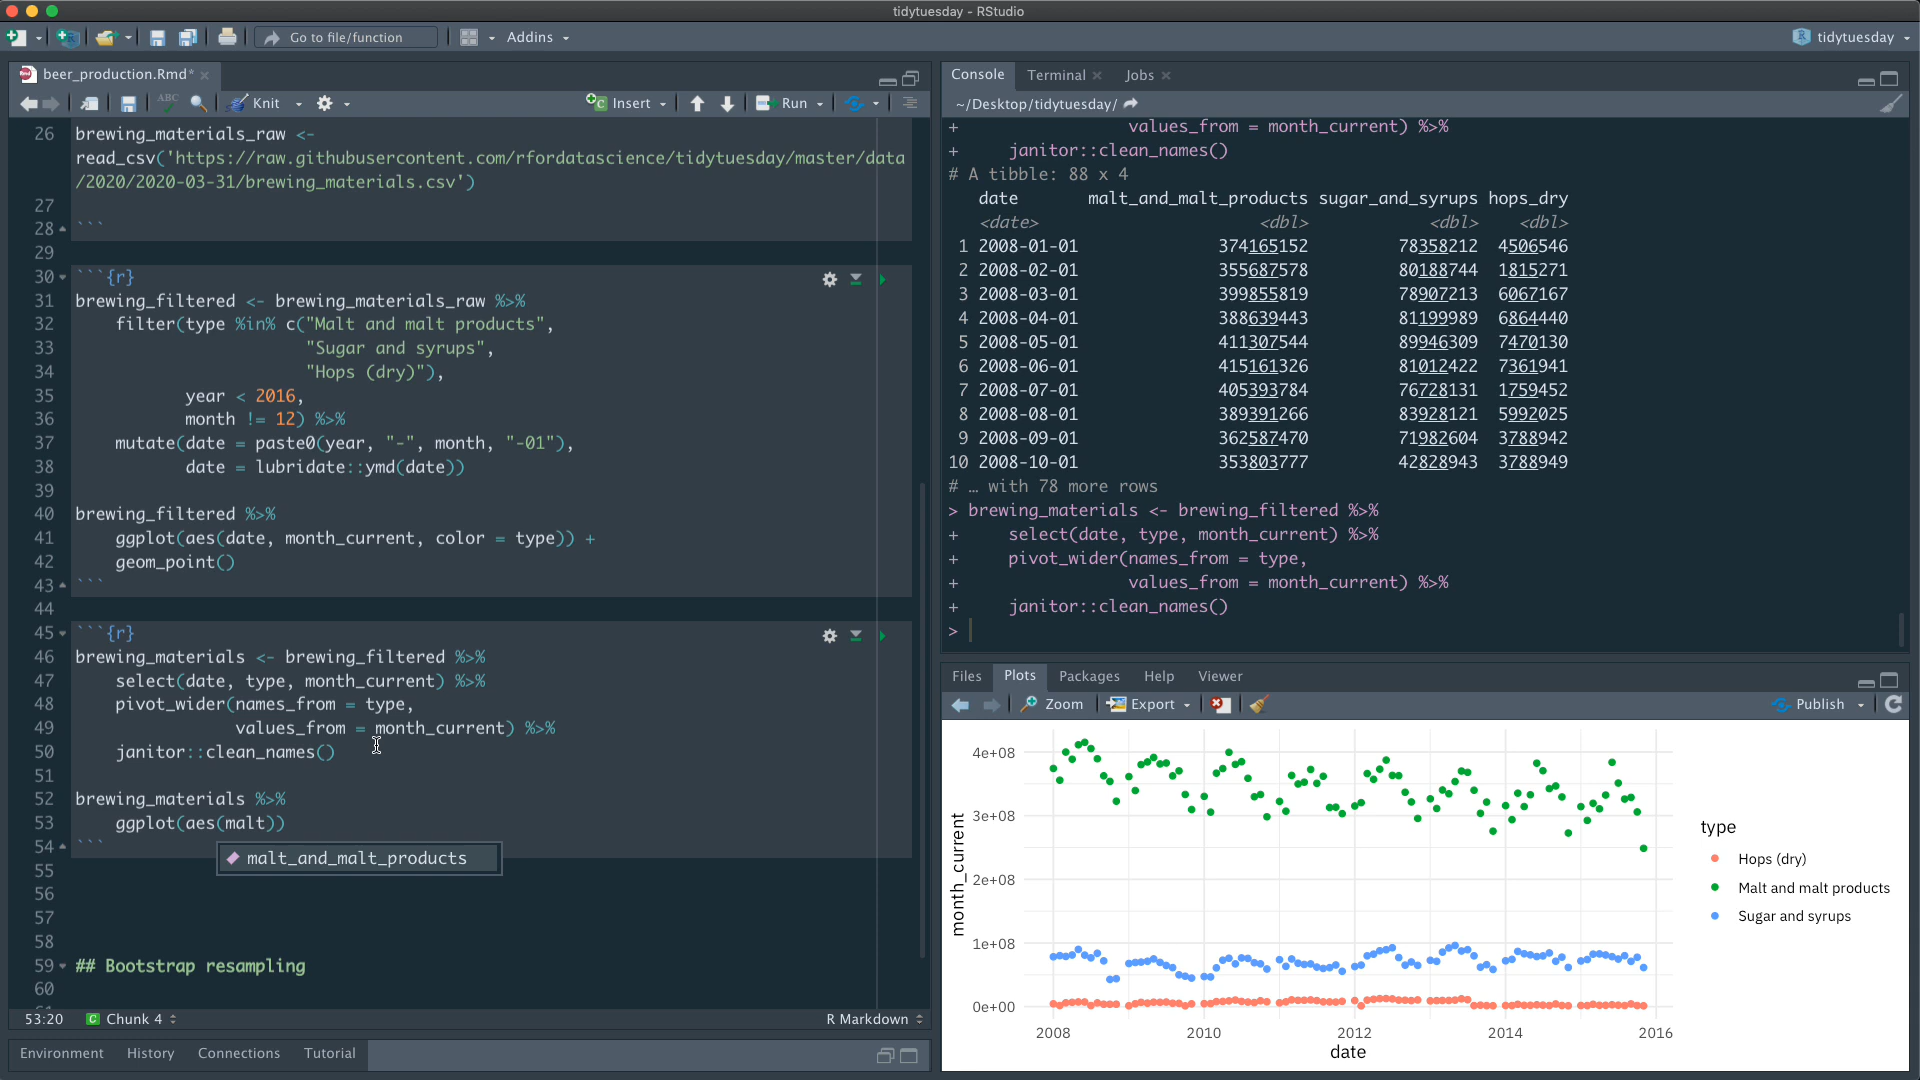 tidytuesday - RStudio
Go to file/function
Addins
tidytuesday
beer_production.Rmd*
ABC
Knit
Insert
Run
26 brewing_materials_raw <-
read_csv('https://raw.githubusercontent.com/rfordatascience/tidytuesday/master/data
/2020/2020-03-31/brewing_materials.csv')
27
28 ```
29
30 ```{r}
31 brewing_filtered <- brewing_materials_raw %>%
32 filter(type %in% c("Malt and malt products",
33 "Sugar and syrups",
34 "Hops (dry)"),
35 year < 2016,
36 month != 12) %>%
37 mutate(date = paste0(year, "-", month, "-01"),
38 date = lubridate::ymd(date))
39
40 brewing_filtered %>%
41 ggplot(aes(date, month_current, color = type)) +
42 geom_point()
43 ```
44
45 ```{r}
46 brewing_materials <- brewing_filtered %>%
47 select(date, type, month_current) %>%
48 pivot_wider(names_from = type,
49 values_from = month_current) %>%
50 janitor::clean_names()
51
52 brewing_materials %>%
53 ggplot(aes(malt))
54 ```
malt_and_malt_products
55
56
57
58
59 ## Bootstrap resampling
60
53:20
C Chunk 4
R Markdown
Environment
History
Connections
Tutorial
Console
Terminal
Jobs
~/Desktop/tidytuesday/
+ values_from = month_current) %>%
+ janitor::clean_names()
# A tibble: 88 x 4
date malt_and_malt_products sugar_and_syrups hops_dry
<date> <dbl> <dbl> <dbl>
1 2008-01-01 374165152 78358212 4506546
2 2008-02-01 355687578 80188744 1815271
3 2008-03-01 399855819 78907213 6067167
4 2008-04-01 388639443 81199989 6864440
5 2008-05-01 411307544 89946309 7470130
6 2008-06-01 415161326 81012422 7361941
7 2008-07-01 405393784 76728131 1759452
8 2008-08-01 389391266 83928121 5992025
9 2008-09-01 362587470 71982604 3788942
10 2008-10-01 353803777 42828943 3788949
# … with 78 more rows
> brewing_materials <- brewing_filtered %>%
+ select(date, type, month_current) %>%
+ pivot_wider(names_from = type,
+ values_from = month_current) %>%
+ janitor::clean_names()
>
Files
Plots
Packages
Help
Viewer
Zoom
Export
Publish
4e+08
3e+08
2e+08
1e+08
0e+00
month_current
2008
2010
2012
2014
2016
date
type
Hops (dry)
Malt and malt products
Sugar and syrups